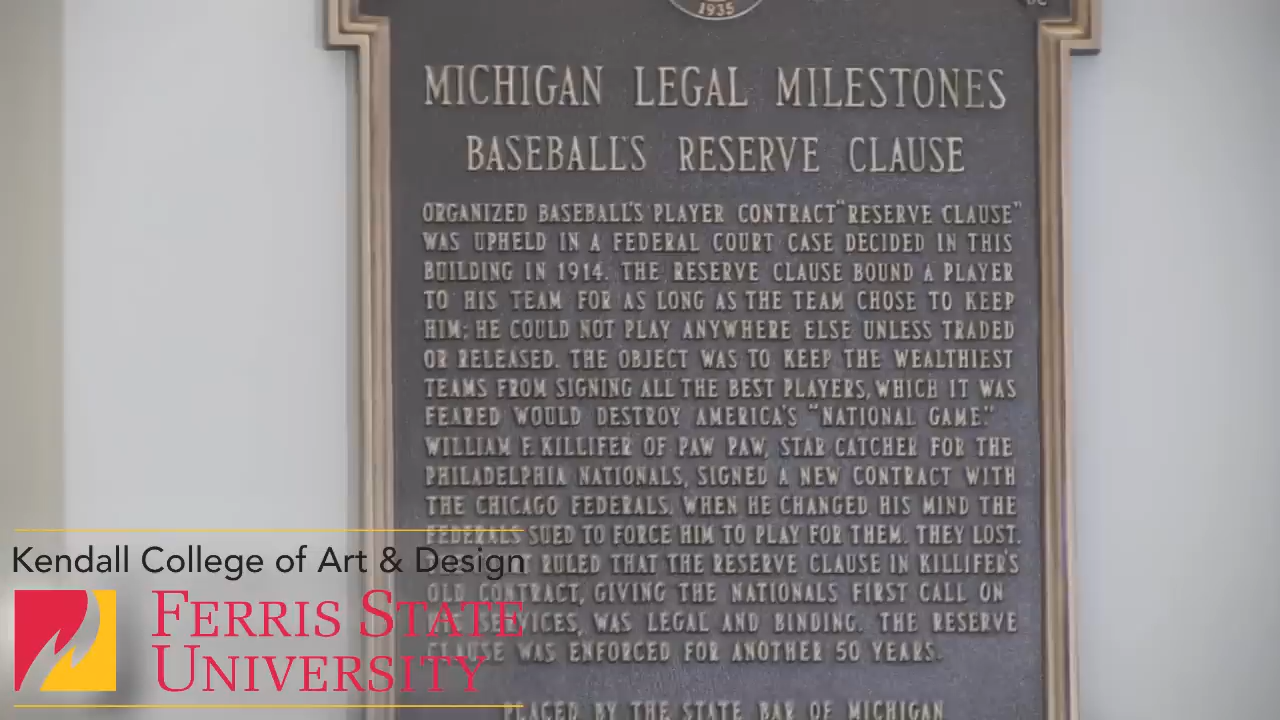 1935
MICHIGAN LEGAL MILESTONES
BASEBALL'S RESERVE CLAUSE
ORGANIZED BASEBALL'S PLAYER CONTRACT "RESERVE CLAUSE"
WAS UPHELD IN A FEDERAL COURT CASE DECIDED IN THIS
BUILDING IN 1914. THE RESERVE CLAUSE BOUND A PLAYER
TO HIS TEAM FOR AS LONG AS THE TEAM CHOSE TO KEEP
HIM; HE COULD NOT PLAY ANYWHERE ELSE UNLESS TRADED
OR RELEASED. THE OBJECT WAS TO KEEP THE WEALTHIEST
TEAMS FROM SIGNING ALL THE BEST PLAYERS, WHICH IT WAS
FEARED WOULD DESTROY AMERICA'S "NATIONAL GAME."
WILLIAM F. KILLIFER OF PAW PAW, STAR CATCHER FOR THE
PHILADELPHIA NATIONALS, SIGNED A NEW CONTRACT WITH
THE CHICAGO FEDERALS. WHEN HE CHANGED HIS MIND THE
FEDERALS SUED TO FORCE HIM TO PLAY FOR THEM. THEY LOST.
RULED THAT THE RESERVE CLAUSE IN KILLIFER'S
OLD CONTRACT, GIVING THE NATIONALS FIRST CALL ON
SERVICES, WAS LEGAL AND BINDING. THE RESERVE
CLAUSE WAS ENFORCED FOR ANOTHER 50 YEARS.
PLACED BY THE STATE BAR OF MICHIGAN
Kendall College of Art & Design
FERRIS STATE
UNIVERSITY